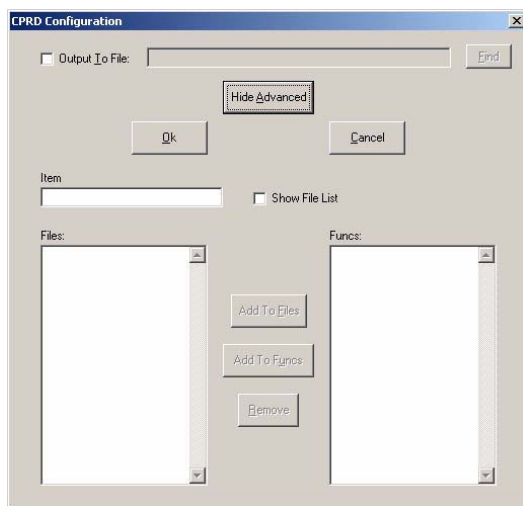 CPRD Configuration
Output To File:
Find
Hide Advanced
Ok
Cancel
Item
Show File List
Files:
Funcs:
Add To Files
Add To Funcs
Remove